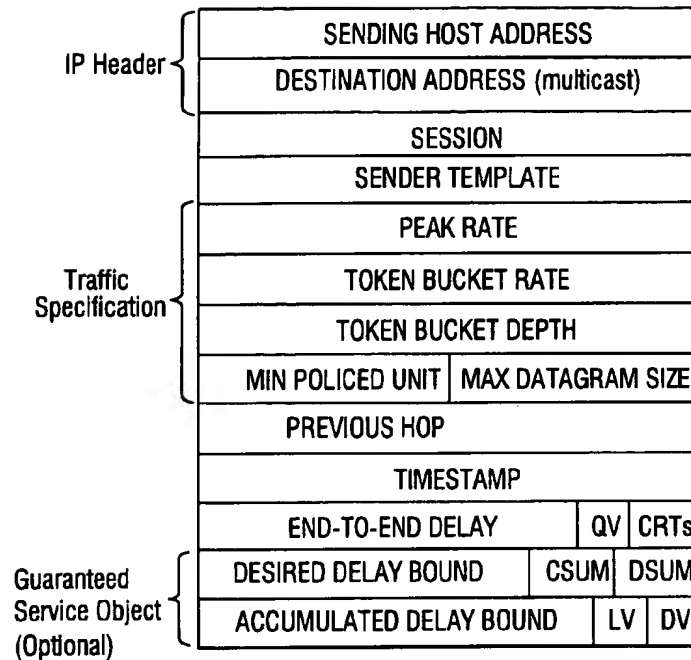 IP Header
SENDING HOST ADDRESS
DESTINATION ADDRESS (multicast)
SESSION
SENDER TEMPLATE
Traffic
Specification
PEAK RATE
TOKEN BUCKET RATE
TOKEN BUCKET DEPTH
MIN POLICED UNIT MAX DATAGRAM SIZE
PREVIOUS HOP
TIMESTAMP
END-TO-END DELAY QV CRTs
Guaranteed
Service Object
(Optional)
DESIRED DELAY BOUND CSUM DSUM
ACCUMULATED DELAY BOUND LV DV